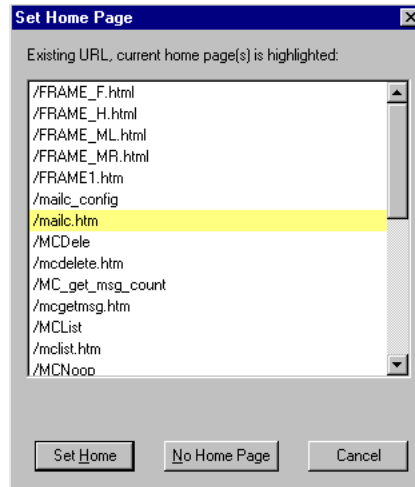 Set Home Page
Existing URL, current home page(s) is highlighted:
/FRAME_F.html
/FRAME_H.html
/FRAME_ML.html
/FRAME_MR.html
/FRAME1.htm
/mailc_config
/mailc.htm
/MCDele
/mcdelete.htm
/MC_get_msg_count
/mcgetmsg.htm
/MCList
/mclist.htm
/MCNoop
Set Home
No Home Page
Cancel